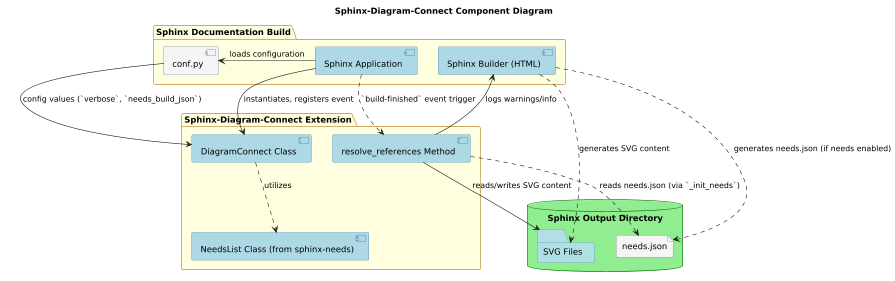 Sphinx-Diagram-Connect Component Diagram
Sphinx Documentation Build
conf.py
loads configuration
Sphinx Application
Sphinx Builder (HTML)
config values (`verbose`, `needs_build_json`)
instantiates, registers event
`build-finished` event trigger
logs warnings/info
Sphinx-Diagram-Connect Extension
DiagramConnect Class
resolve_references Method
generates SVG content
generates needs.json (if needs enabled)
utilizes
reads/writes SVG content
reads needs.json (via `_init_needs`)
Sphinx Output Directory
NeedsList Class (from sphinx-needs)
SVG Files
needs.json